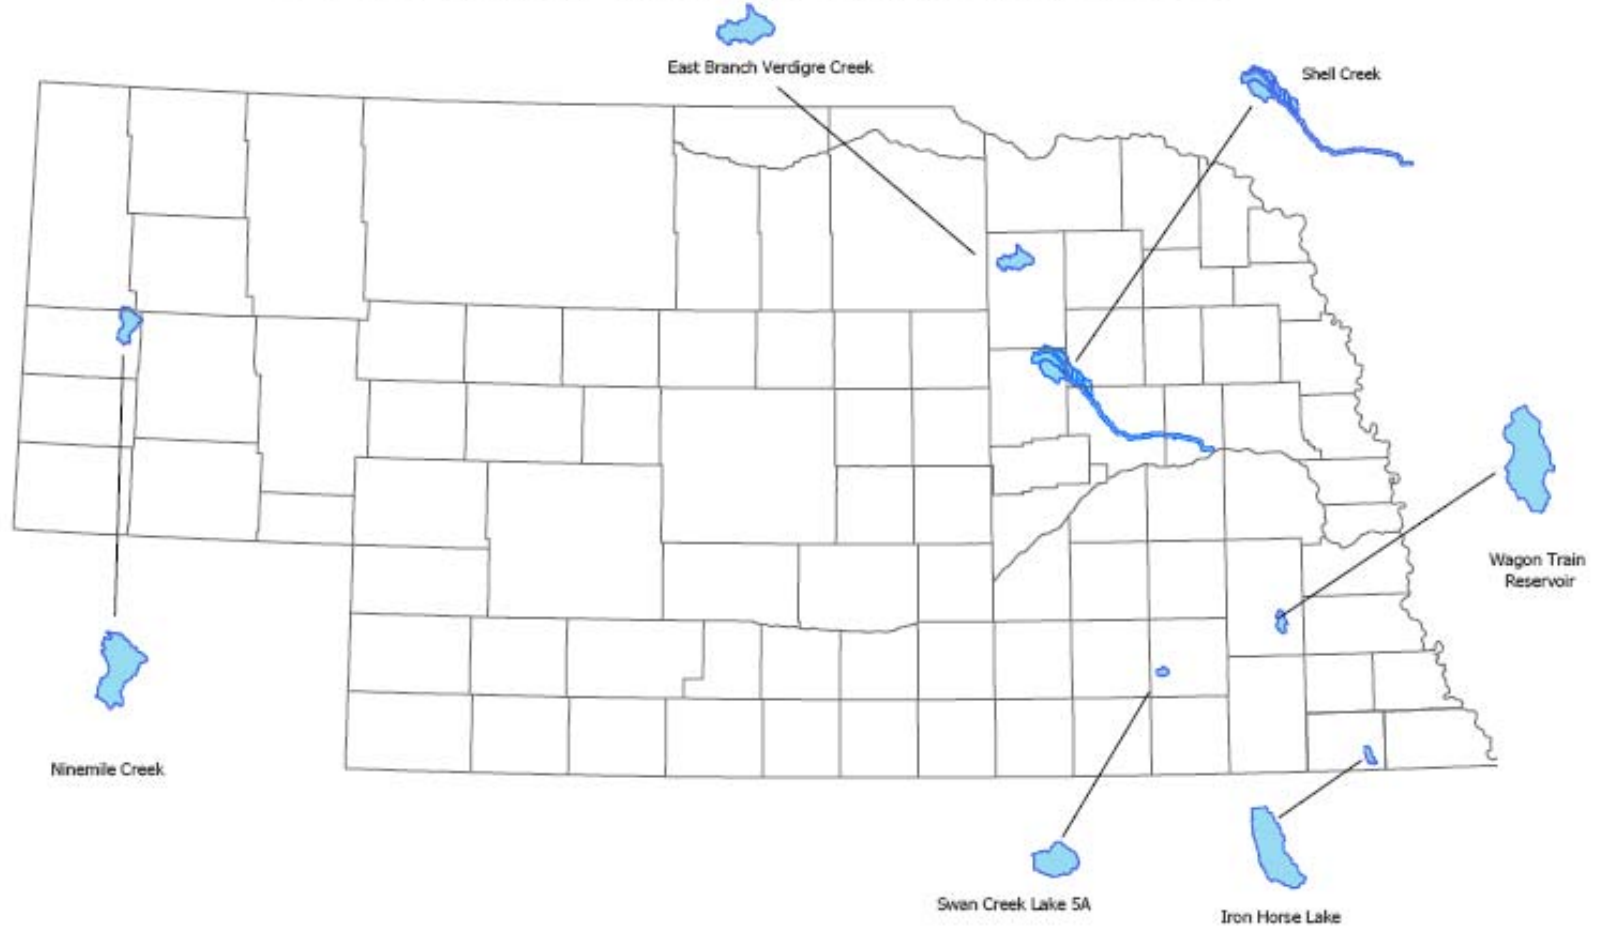 East Branch Verdigre Creek
Shell Creek
Wagon Train
Reservoir
Ninemile Creek
Swan Creek Lake 5A
Iron Horse Lake